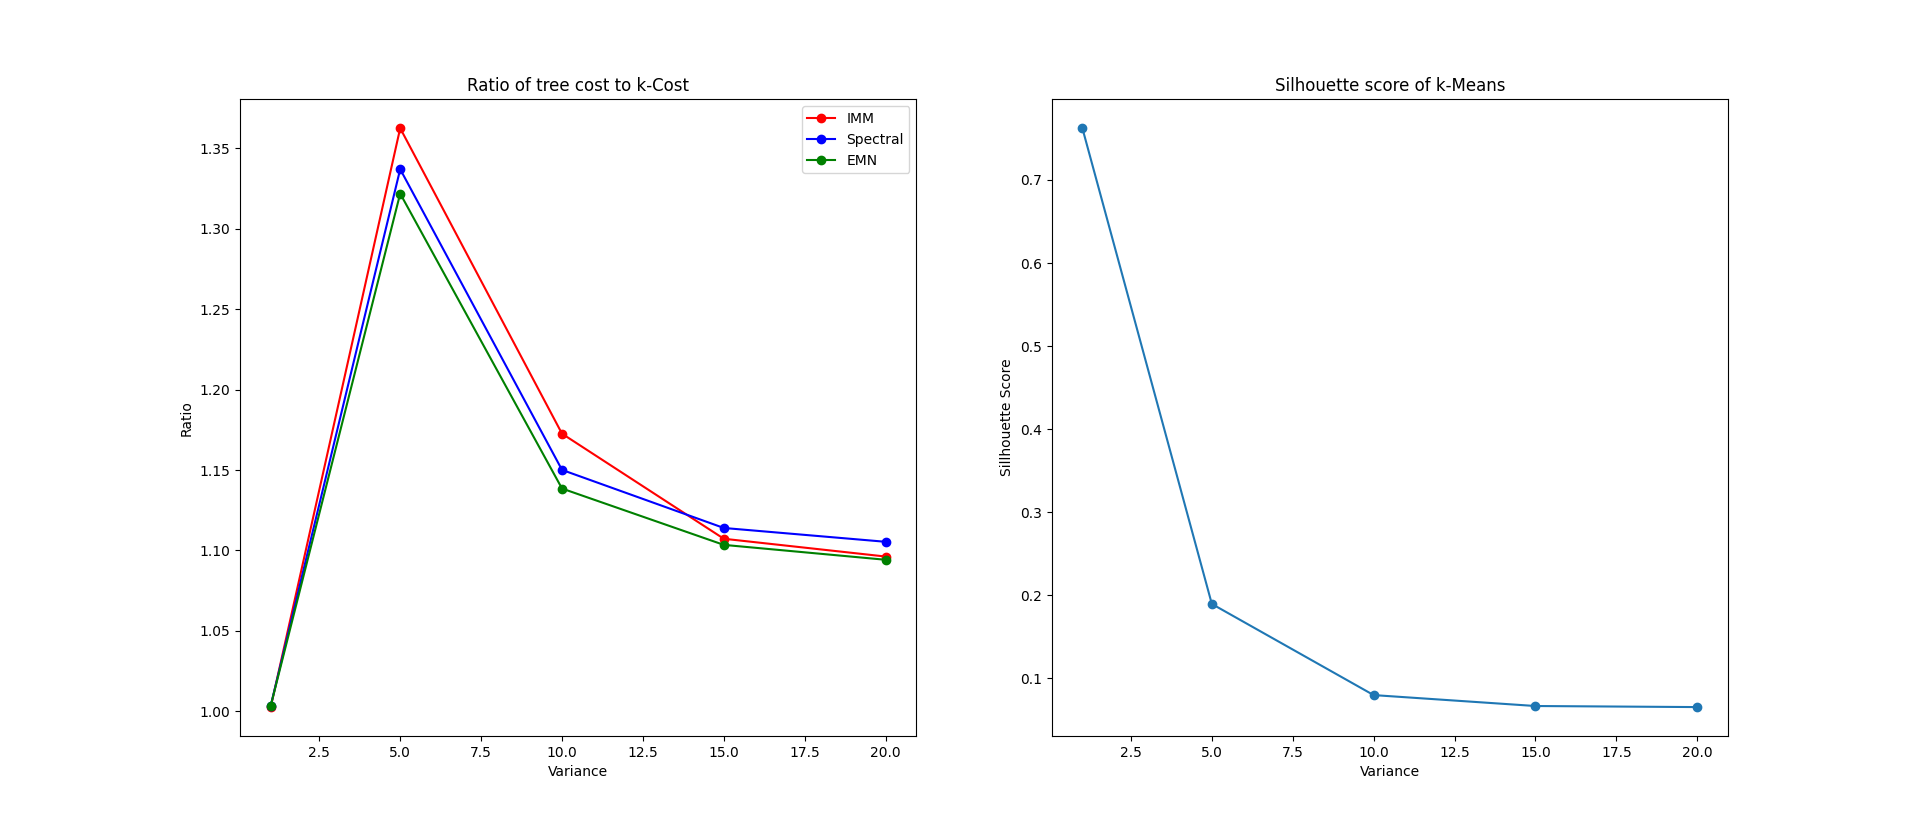 Ratio of tree cost to k-Cost
IMM
Spectral
EMN
1.35
1.30
1.25
1.20
1.15
1.10
1.05
1.00
Ratio
2.5 5.0 7.5 10.0 12.5 15.0 17.5 20.0
Variance
Silhouette score of k-Means
0.7
0.6
0.5
0.4
0.3
0.2
0.1
Sillhouette Score
2.5 5.0 7.5 10.0 12.5 15.0 17.5 20.0
Variance